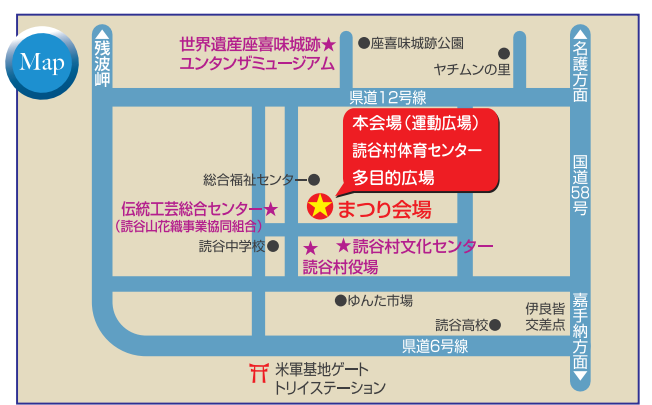 Map
▲残波岬
世界遺産座喜味城跡★
ユンタンザミュージアム
●座喜味城跡公園
ヤチムンの里
▲名護方面
県道12号線
本会場（運動広場）
読谷村体育センター
多目的広場
総合福祉センター●
まつり会場
国道58号
伝統工芸総合センター★
（読谷山花織事業協同組合）
読谷中学校●
★読谷村文化センター
★
読谷村役場
●ゆんた市場
読谷高校●
伊良皆
交差点
嘉手納方面▼
県道6号線
米軍基地ゲート
トリイステーション